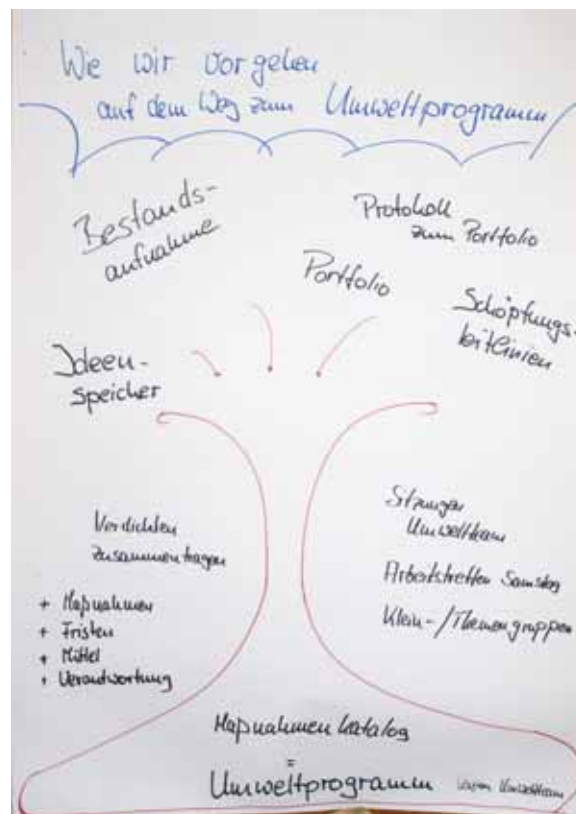 Wie wir vorgehen
auf dem Weg zum Umweltprogramm
Bestands-
aufnahme
Protokoll
zum Portfolio
Portfolio
Schöpfungs-
leitlinien
Ideen-
speicher
Verdichten
zusammentragen
+ Maßnahmen
+ Fristen
+ Mittel
+ Verantwortung
Sitzungen
Umweltteam
Arbeitstreffen Samstag
Klein-/Themengruppen
Maßnahmenkatalog
=
Umweltprogramm Umweltteam